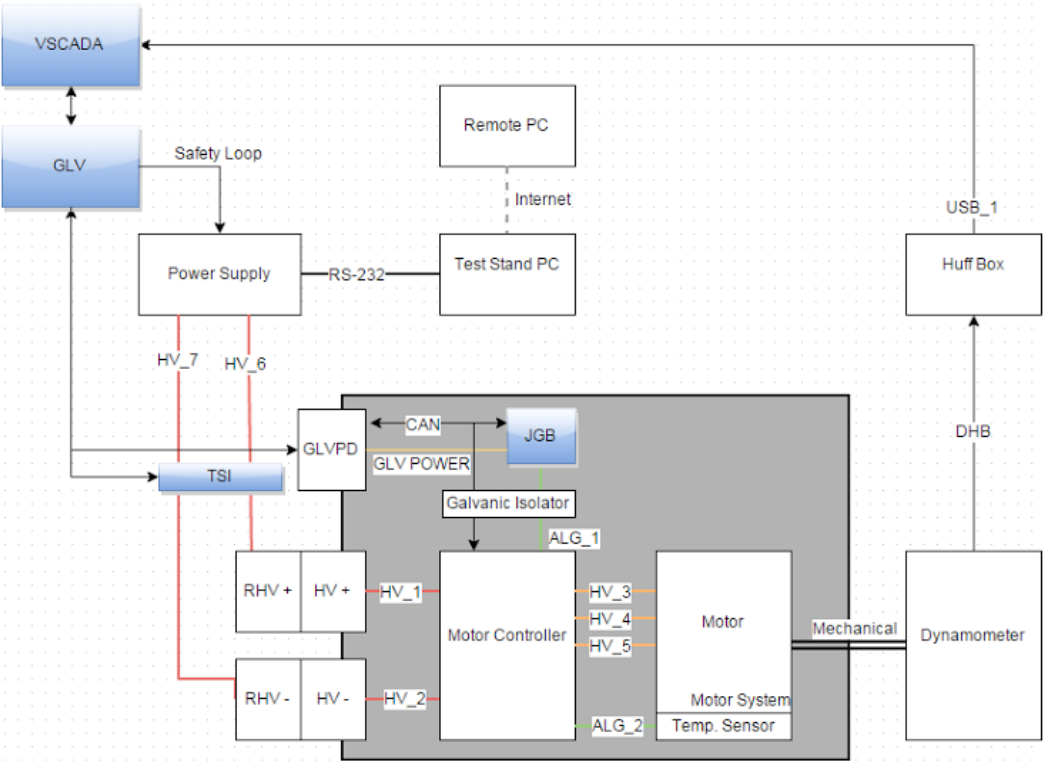 VSCADA
Remote PC
GLV
Safety Loop
Internet
USB_1
Power Supply
RS-232
Test Stand PC
Huff Box
HV_7
HV_6
CAN
JGB
DHB
GLVPD
GLV POWER
TSI
Galvanic Isolator
ALG_1
RHV +
HV +
HV_1
HV_3
HV_4
HV_5
Motor
Motor Controller
Mechanical
Dynamometer
RHV -
HV -
HV_2
Motor System
ALG_2
Temp. Sensor